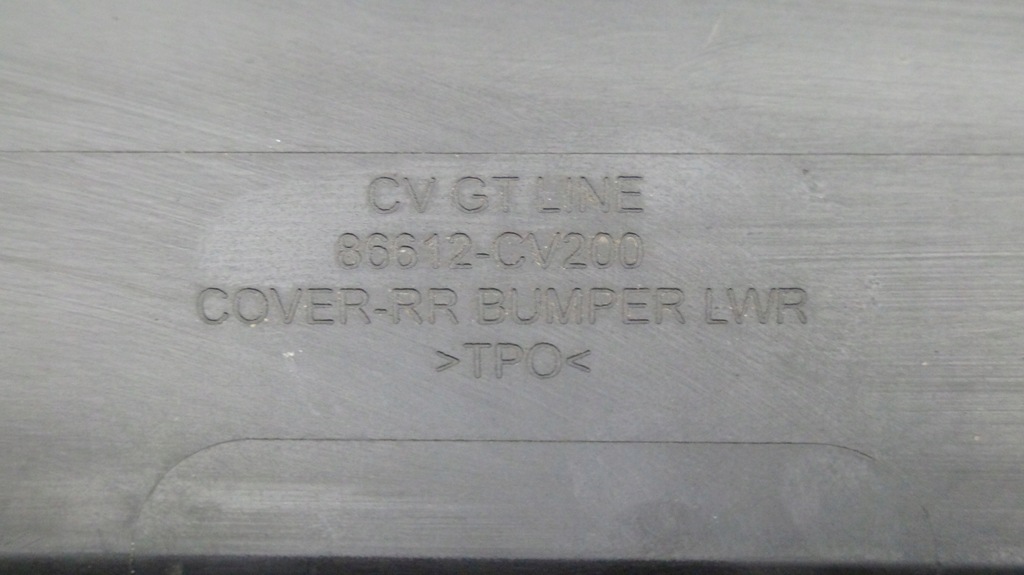 CV GT LINE
86612-CV200
COVER-RR BUMPER LWR
>TPO<